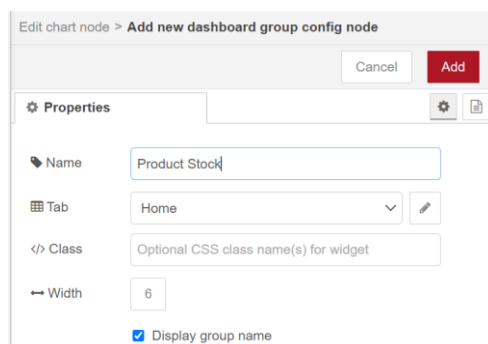 Edit chart node > Add new dashboard group config node
Cancel Add
Properties
Name Product Stock
Tab Home
</> Class Optional CSS class name(s) for widget
Width 6
Display group name